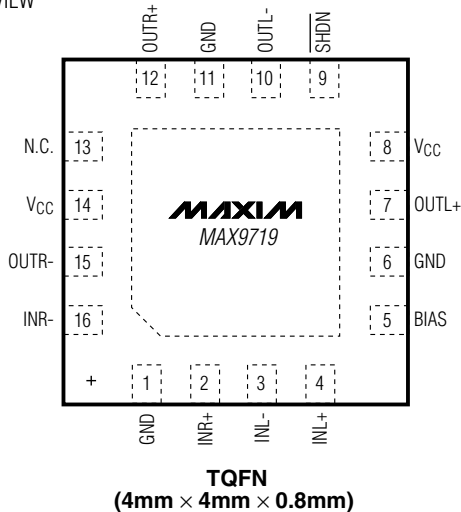 VIEW
OUTR+
GND
OUTL-
SHDN
12
11
10
9
N.C. 13
8 VCC
VCC 14
7 OUTL+
MAXIM
MAX9719
OUTR- 15
6 GND
INR- 16
5 BIAS
+
1
2
3
4
GND
INR+
INL-
INL+
TQFN
(4mm × 4mm × 0.8mm)